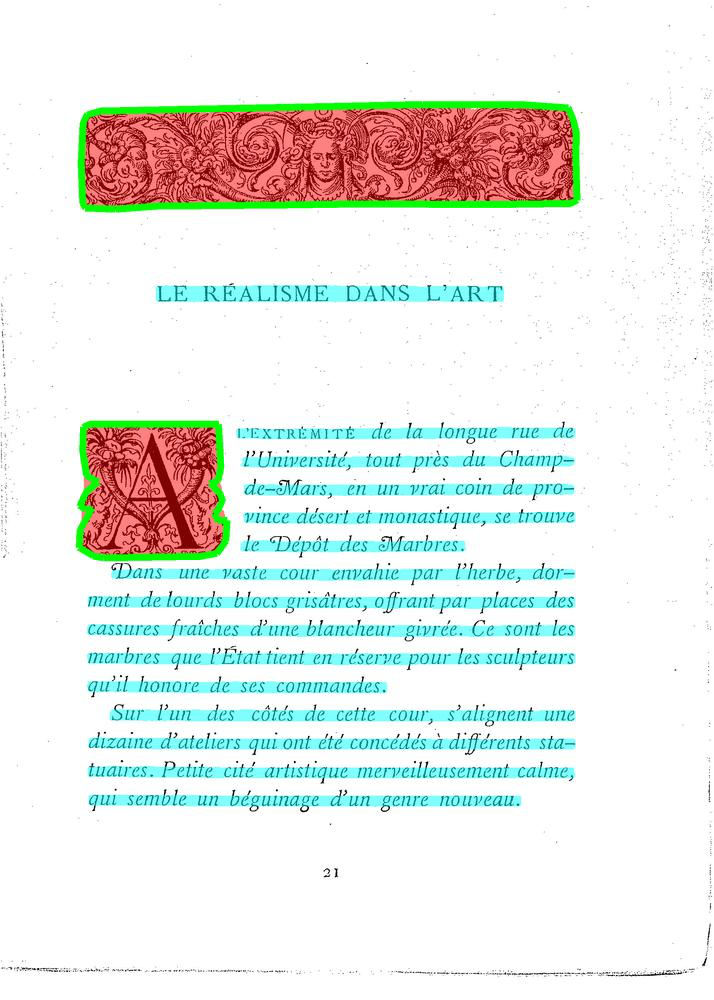 LE RÉALISME DANS L'ART
A L'EXTRÉMITÉ de la longue rue de
l'Université, tout près du Champ-
de-Mars, en un vrai coin de pro-
vince désert et monastique, se trouve
le Dépôt des Marbres.
Dans une vaste cour envahie par l'herbe, dor-
ment de lourds blocs grisâtres, offrant par places des
cassures fraîches d'une blancheur givrée. Ce sont les
marbres que l'État tient en réserve pour les sculpteurs
qu'il honore de ses commandes.
Sur l'un des côtés de cette cour, s'alignent une
dizaine d'ateliers qui ont été concédés à différents sta-
tuaires. Petite cité artistique merveilleusement calme,
qui semble un béguinage d'un genre nouveau.
21